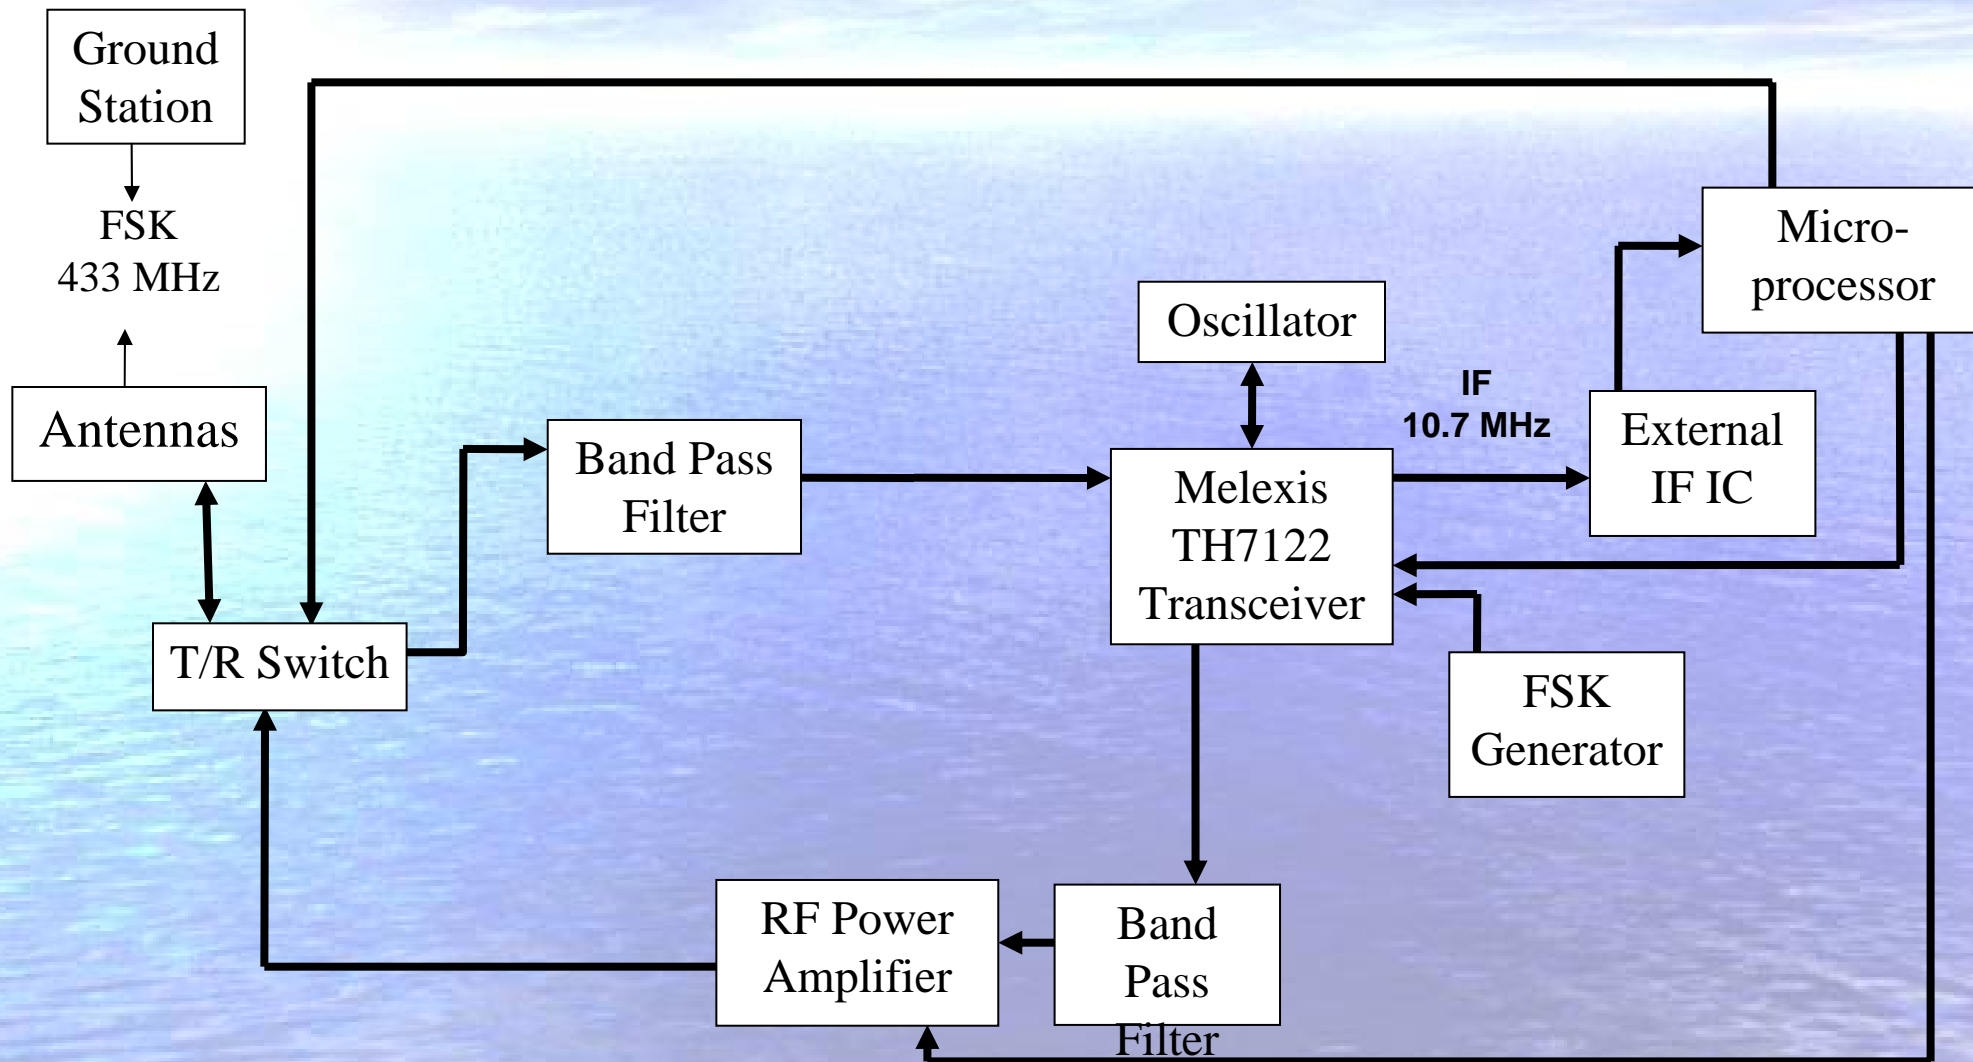 Ground
Station
FSK
433 MHz
Antennas
T/R Switch
Band Pass
Filter
Oscillator
Melexis
TH7122
Transceiver
IF
10.7 MHz
External
IF IC
Micro-
processor
FSK
Generator
RF Power
Amplifier
Band
Pass
Filter